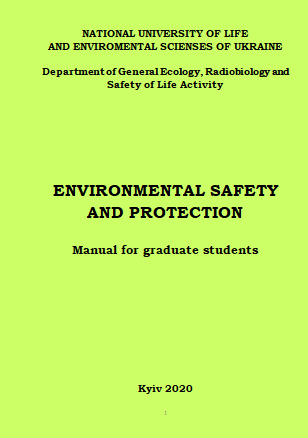 NATIONAL UNIVERSITY OF LIFE
AND ENVIROMENTAL SCIENSES OF UKRAINE
Department of General Ecology, Radiobiology and
Safety of Life Activity
ENVIRONMENTAL SAFETY
AND PROTECTION
Manual for graduate students
Kyiv 2020
1